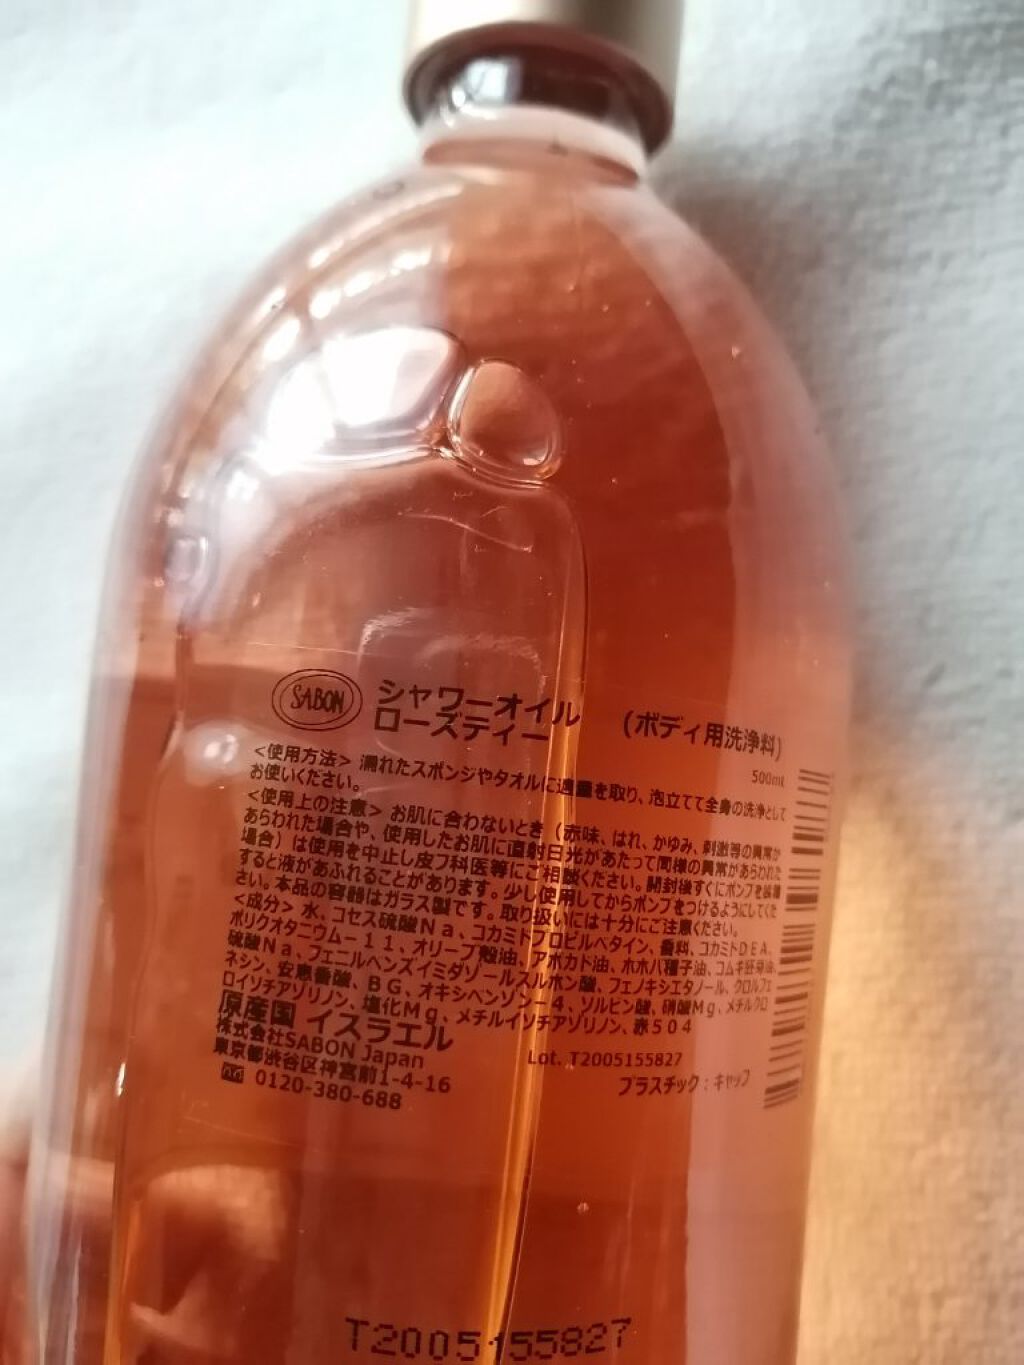 SABON
シャワーオイル
ローズティー
(ボディ用洗浄料)
500mL
<使用方法> 濡れたスポンジやタオルに適量を取り、泡立てて全身の洗浄として
お使いください。
<使用上の注意> お肌に合わないとき（赤味、はれ、かゆみ、刺激等の異常が
あらわれた場合や、使用したお肌に直射日光があたって同様の異常があらわれた
場合）は使用を中止し皮フ科医等にご相談ください。開封後すぐにポンプを装着
すると液があふれることがあります。少し使用してからポンプをつけるようにしてくだ
さい。本品の容器はガラス製です。取り扱いには十分にご注意ください。
<成分> 水、コセス硫酸Ｎａ、コカミドプロピルベタイン、香料、コカミドＤＥＡ、
ポリクオタニウム－１１、オリーブ殻油、アボカド油、ホホバ種子油、コムギ胚芽油、
硫酸Ｎａ、フェニルベンズイミダゾールスルホン酸、フェノキシエタノール、クロルフェ
ネシン、安息香酸、ＢＧ、オキシベンゾン－４、ソルビン酸、硝酸Ｍｇ、メチルクロ
ロイソチアゾリノン、塩化Ｍｇ、メチルイソチアゾリノン、赤５０４
原産国 イスラエル
株式会社SABON Japan
東京都渋谷区神宮前1-4-16
0120-380-688
Lot. T2005155827
プラスチック：キャップ
T2005155827